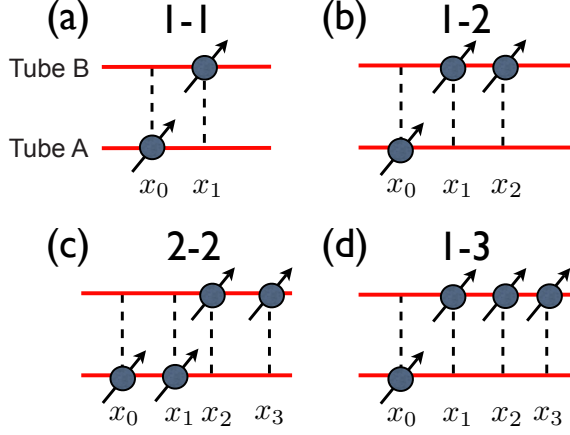 (a) 1-1
Tube B
Tube A
x₀ x₁
(b) 1-2
x₀ x₁ x₂
(c) 2-2
x₀ x₁ x₂ x₃
(d) 1-3
x₀ x₁ x₂ x₃